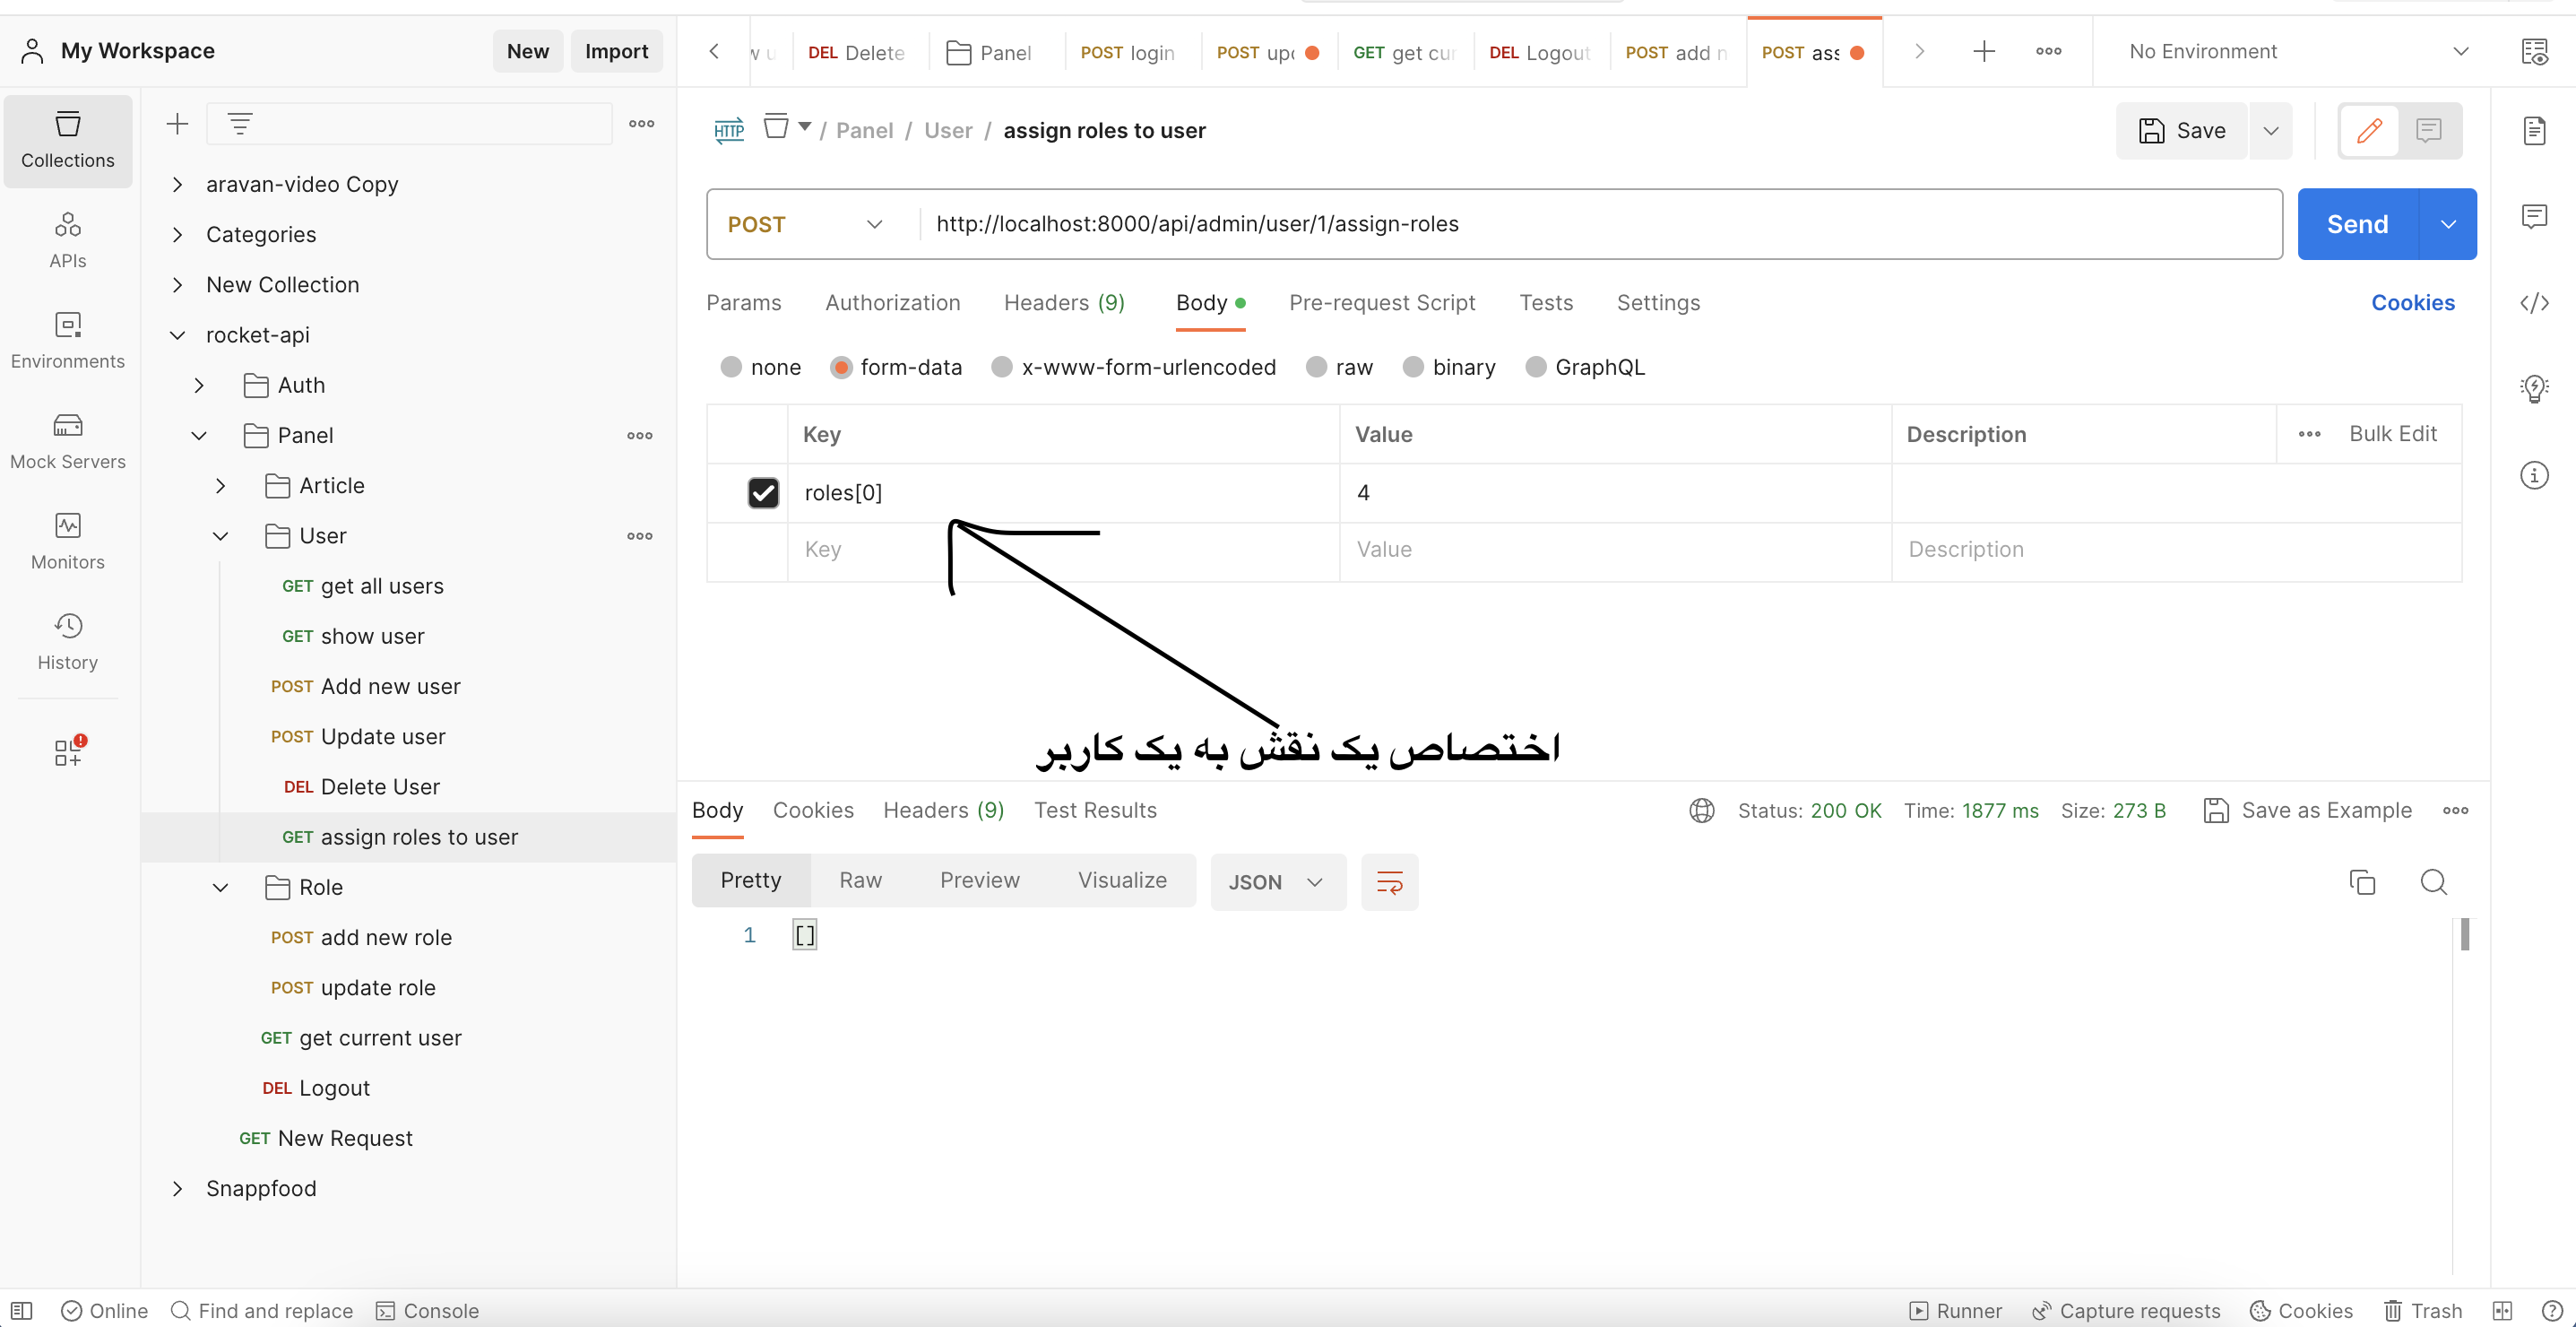 My Workspace
New
Import
DEL Delete
Panel
POST login
POST
GET get
DEL Logout
POST add
POST
No Environment
Collections
APIs
Environments
Mock Servers
Monitors
History
aravan-video Copy
Categories
New Collection
rocket-api
Auth
Panel
Article
User
GET get all users
GET show user
POST Add new user
POST Update user
DEL Delete User
GET assign roles to user
Role
POST add new role
POST update role
GET get current user
DEL Logout
GET New Request
Snappfood
HTTP / Panel / User / assign roles to user
Save
POST http://localhost:8000/api/admin/user/1/assign-roles
Send
Params Authorization Headers (9) Body Pre-request Script Tests Settings Cookies
none form-data x-www-form-urlencoded raw binary GraphQL
Key Value Description Bulk Edit
roles[0] 4
Key Value Description
اختصاص یک نقش به یک کاربر
Body Cookies Headers (9) Test Results Status: 200 OK Time: 1877 ms Size: 273 B Save as Example
Pretty Raw Preview Visualize JSON
1 []
Online Find and replace Console Runner Capture requests Cookies Trash